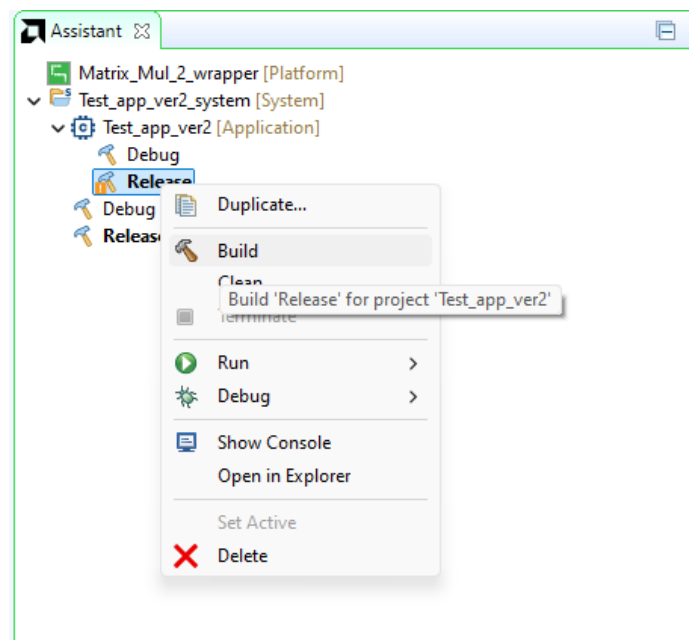 Assistant
Matrix_Mul_2_wrapper [Platform]
Test_app_ver2_system [System]
Test_app_ver2 [Application]
Debug
Release
Debug
Release
Duplicate...
Build
Clean
Build 'Release' for project 'Test_app_ver2'
Terminate
Run
Debug
Show Console
Open in Explorer
Set Active
Delete